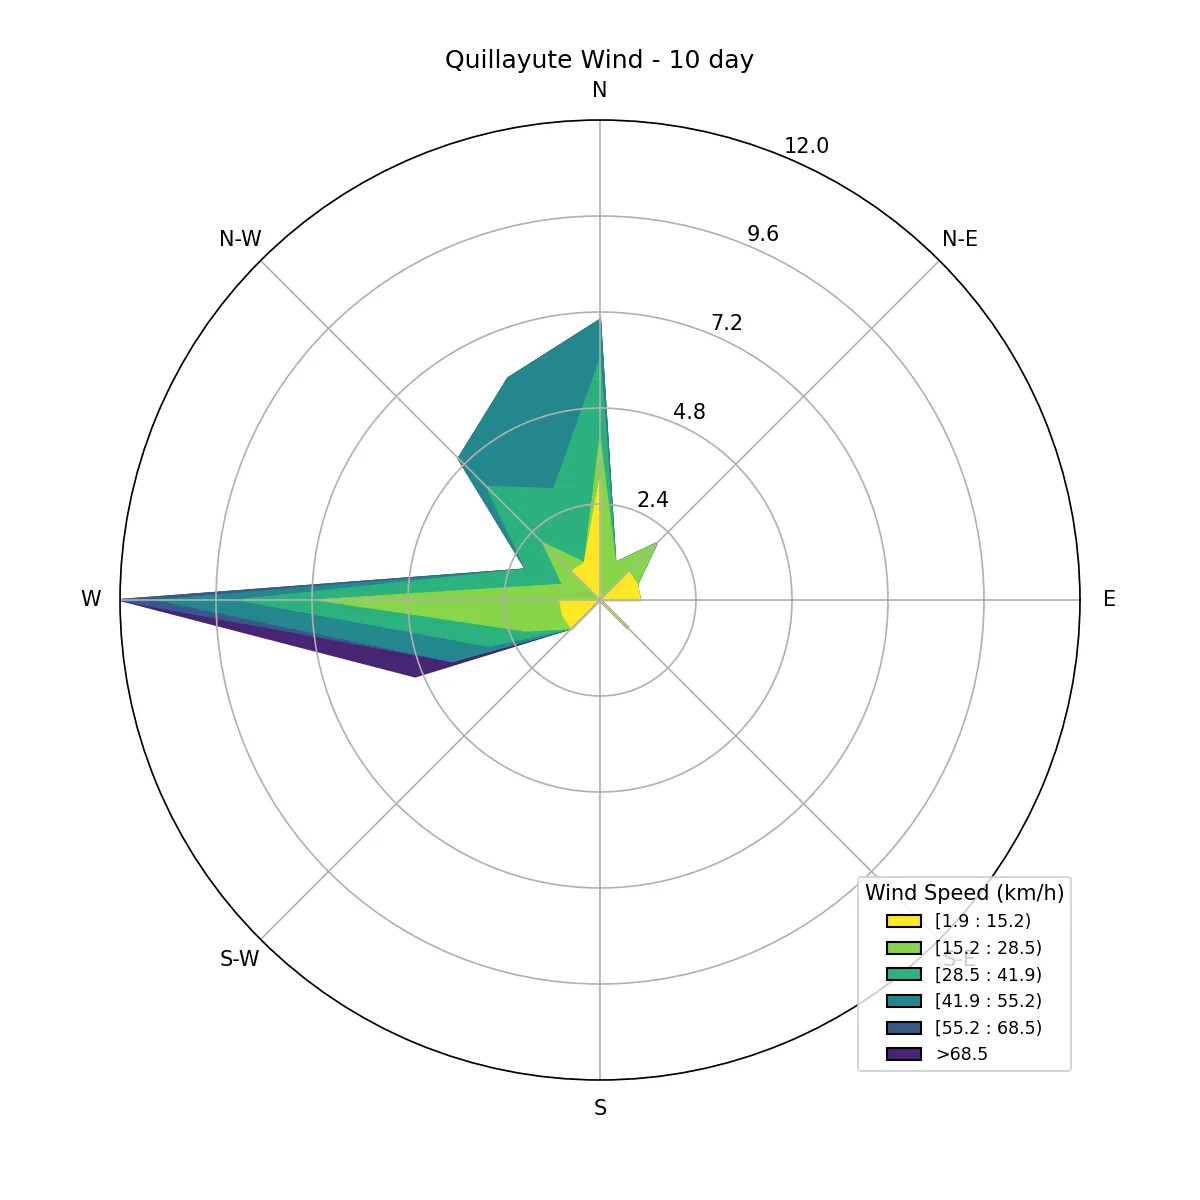 Quillayute Wind - 10 day
N
12.0
N-W
9.6
N-E
7.2
4.8
2.4
W
E
S-W
S-E
S
Wind Speed (km/h)
[1.9 : 15.2)
[15.2 : 28.5)
[28.5 : 41.9)
[41.9 : 55.2)
[55.2 : 68.5)
>68.5